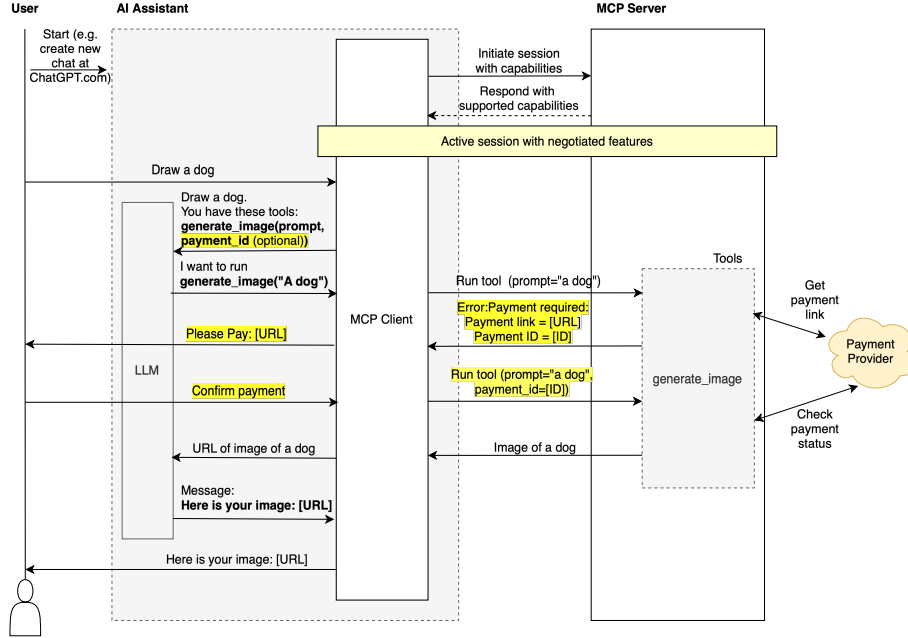 User
AI Assistant
MCP Server
Start (e.g.
create new
chat at
ChatGPT.com)
Initiate session
with capabilities
Respond with
supported capabilities
Active session with negotiated features
Draw a dog
Draw a dog.
You have these tools:
generate_image(prompt,
payment_id (optional))
I want to run
generate_image("A dog")
Run tool (prompt="a dog")
Tools
Get
payment
link
MCP Client
Error:Payment required:
Payment link = [URL]
Payment ID = [ID]
Please Pay: [URL]
Payment
Provider
LLM
generate_image
Run tool (prompt="a dog",
payment_id=[ID])
Confirm payment
Check
payment
status
URL of image of a dog
Image of a dog
Message:
Here is your image: [URL]
Here is your image: [URL]